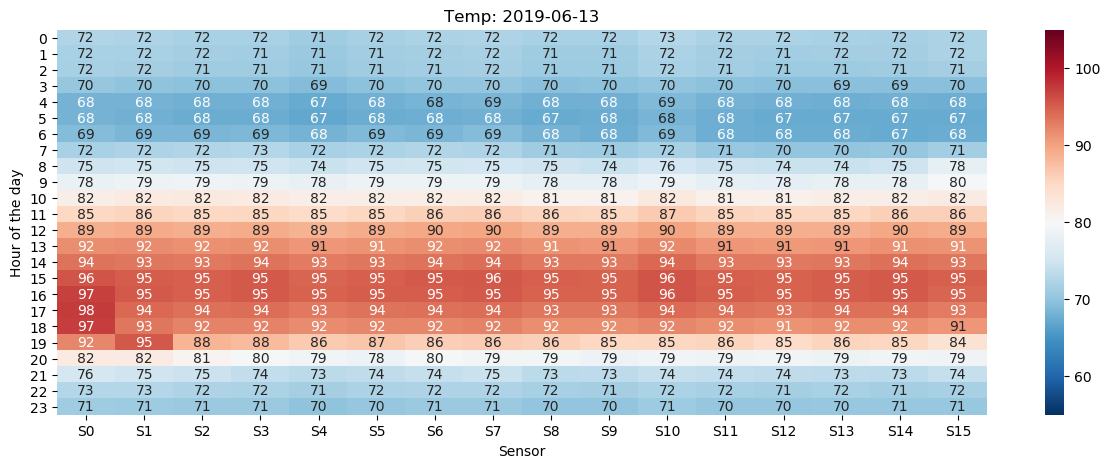 Temp: 2019-06-13
Hour of the day
0 72 72 72 72 71 72 72 72 72 72 73 72 72 72 72 72
1 72 72 72 71 71 71 72 72 71 71 72 72 71 72 72 72
2 72 72 71 71 71 71 71 72 71 71 72 71 71 71 71 71
3 70 70 70 70 69 70 70 70 70 70 70 70 70 69 69 70
4 68 68 68 68 67 68 68 69 68 68 69 68 68 68 68 68
5 68 68 68 68 67 68 68 68 67 68 68 68 67 67 67 67
6 69 69 69 69 68 69 69 69 68 68 69 68 68 68 67 68
7 72 72 72 73 72 72 72 72 71 71 72 71 70 70 70 71
8 75 75 75 75 74 75 75 75 75 74 76 75 74 74 75 78
9 78 79 79 79 78 79 79 79 78 78 79 78 78 78 78 80
10 82 82 82 82 82 82 82 82 81 81 82 81 81 82 82 82
11 85 86 85 85 85 85 86 86 86 85 87 85 85 85 86 86
12 89 89 89 89 89 89 90 90 89 89 90 89 89 89 90 89
13 92 92 92 92 91 91 92 92 91 91 92 91 91 91 91 91
14 94 93 93 94 93 93 94 94 93 93 94 93 93 93 94 93
15 96 95 95 95 95 95 95 96 95 95 96 95 95 95 95 95
16 97 95 95 95 95 95 95 95 95 95 96 95 95 95 95 95
17 98 94 94 94 93 94 94 94 93 93 94 94 93 94 94 93
18 97 93 92 92 92 92 92 92 92 92 93 92 91 92 92 91
19 92 95 88 88 86 87 86 86 86 85 85 86 85 86 85 84
20 82 82 81 80 79 78 80 79 79 79 79 79 79 79 79 79
21 76 75 75 74 73 74 74 75 73 73 74 74 74 73 73 74
22 73 73 72 72 71 72 72 72 72 71 72 72 72 72 71 72
23 71 71 71 71 70 70 71 71 70 70 71 70 70 70 71 71
S0 S1 S2 S3 S4 S5 S6 S7 S8 S9 S10 S11 S12 S13 S14 S15
Sensor
100
90
80
70
60